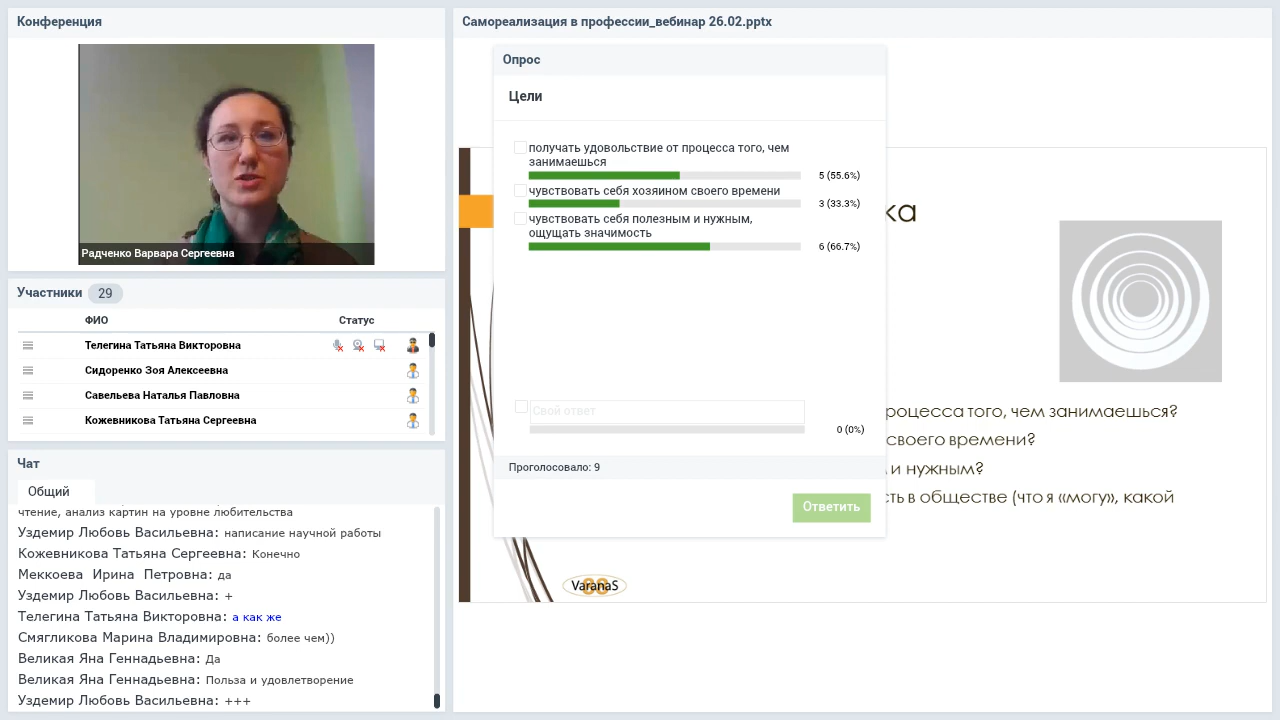 Конференция
Радченко Варвара Сергеевна
Участники 29
ФИО Статус
Телегина Татьяна Викторовна
Сидоренко Зоя Алексеевна
Савельева Наталья Павловна
Кожевникова Татьяна Сергеевна
Чат
Общий
чтение, анализ картин на уровне любительства
Уздемир Любовь Васильевна: написание научной работы
Кожевникова Татьяна Сергеевна: Конечно
Меккоева Ирина Петровна: да
Уздемир Любовь Васильевна: +
Телегина Татьяна Викторовна: а как же
Смягликова Марина Владимировна: более чем))
Великая Яна Геннадьевна: Да
Великая Яна Геннадьевна: Польза и удовлетворение
Уздемир Любовь Васильевна: +++
Самореализация в профессии_вебинар 26.02.pptx
Опрос
Цели
получать удовольствие от процесса того, чем
занимаешься
5 (55.6%)
чувствовать себя хозяином своего времени
3 (33.3%)
чувствовать себя полезным и нужным,
ощущать значимость
6 (66.7%)
Свой ответ
0 (0%)
Проголосовало: 9
Ответить
ка
роцесса того, чем занимаешься?
своего времени?
и нужным?
сть в обществе (что я «могу», какой
VaranaS